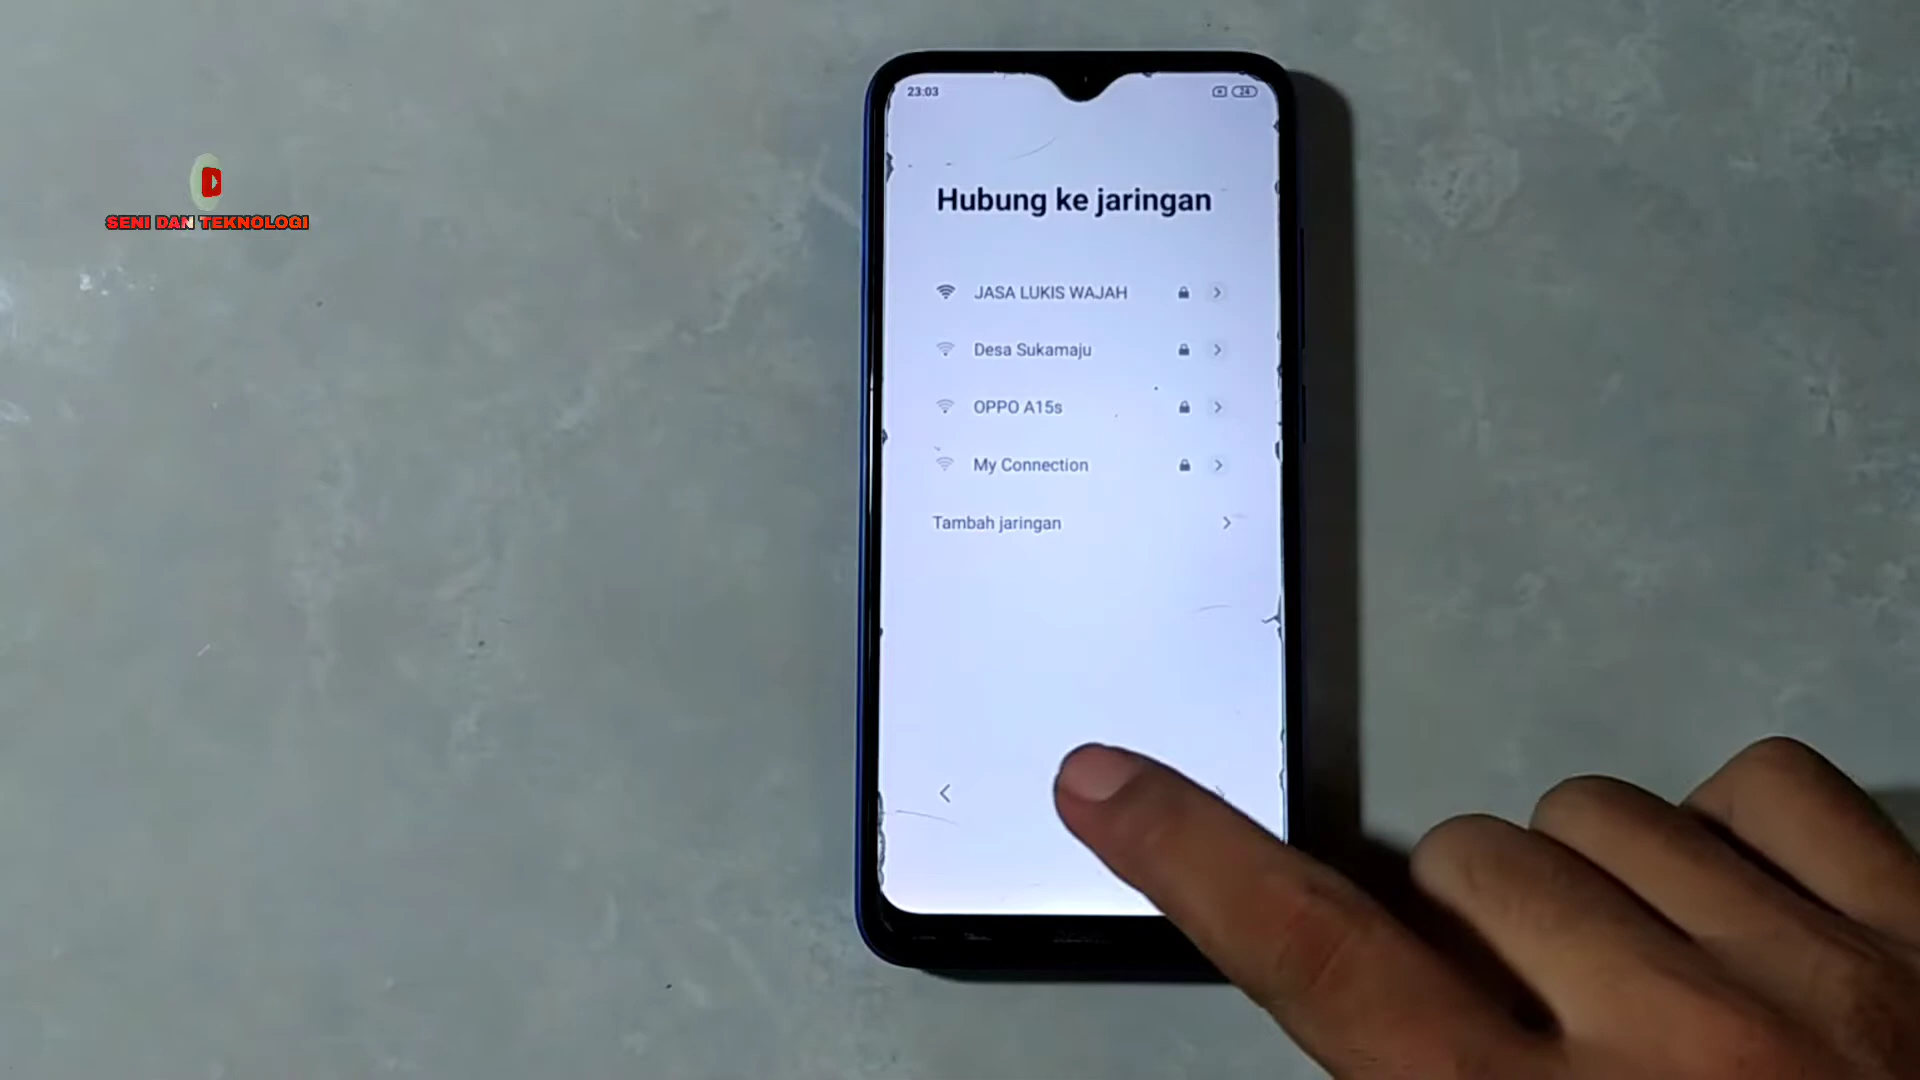 23:03
24
SENI DAN TEKNOLOGI
Hubung ke jaringan
JASA LUKIS WAJAH
Desa Sukamaju
OPPO A15s
My Connection
Tambah jaringan